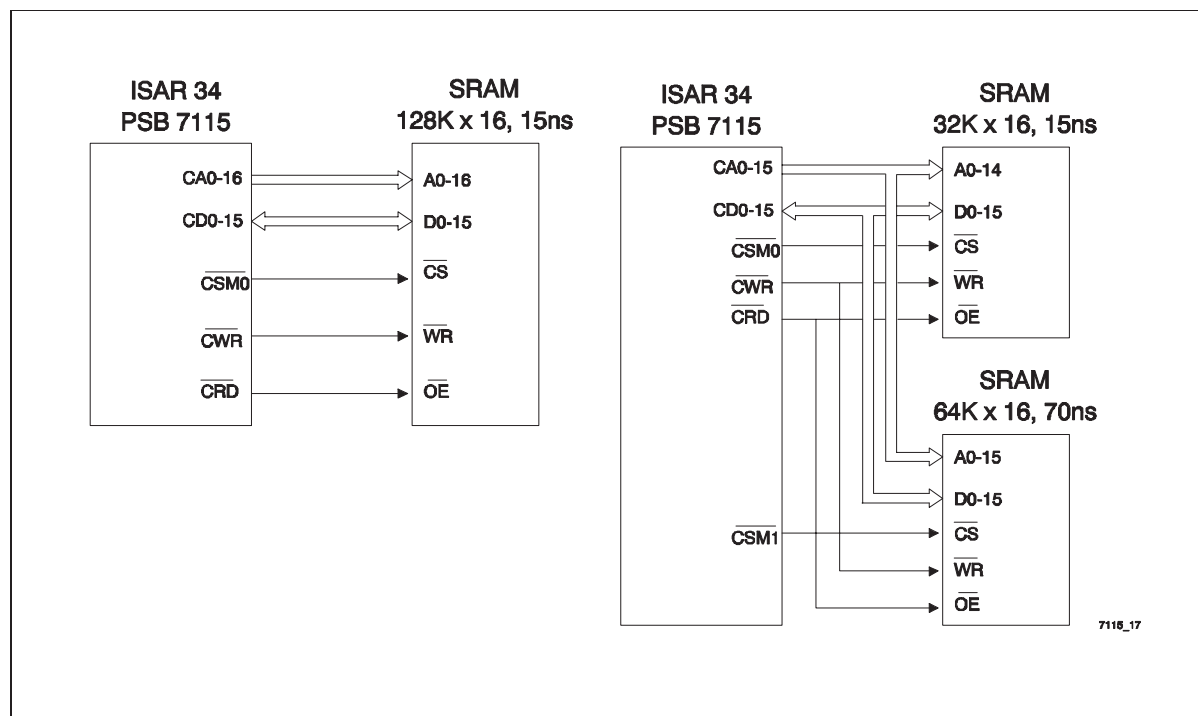 ISAR 34
PSB 7115
SRAM
128K x 16, 15ns
CA0-16
A0-16
CD0-15
D0-15
CSM0
CS
CWR
WR
CRD
OE
ISAR 34
PSB 7115
SRAM
32K x 16, 15ns
CA0-15
A0-14
CD0-15
D0-15
CSM0
CS
CWR
WR
CRD
OE
SRAM
64K x 16, 70ns
A0-15
D0-15
CSM1
CS
WR
OE
7115_17